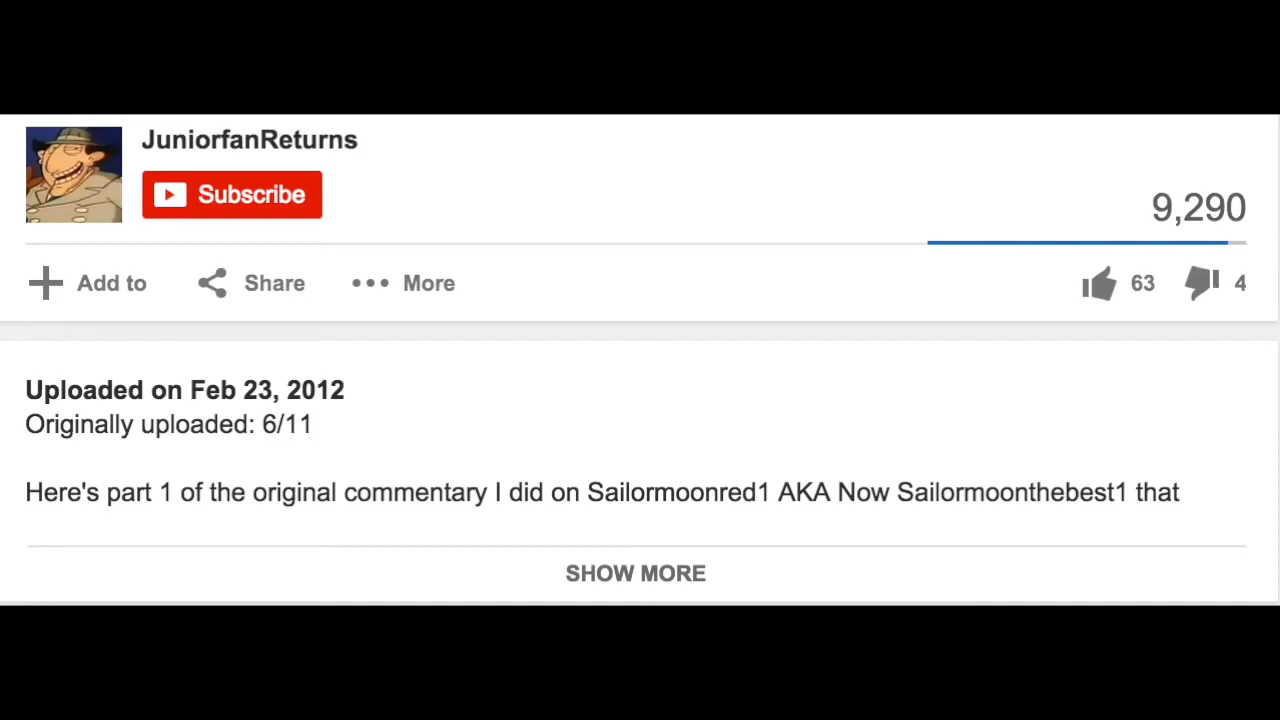 JuniorfanReturns
Subscribe
9,290
Add to
Share
More
63
4
Uploaded on Feb 23, 2012
Originally uploaded: 6/11
Here's part 1 of the original commentary I did on Sailormoonred1 AKA Now Sailormoonthebest1 that
SHOW MORE